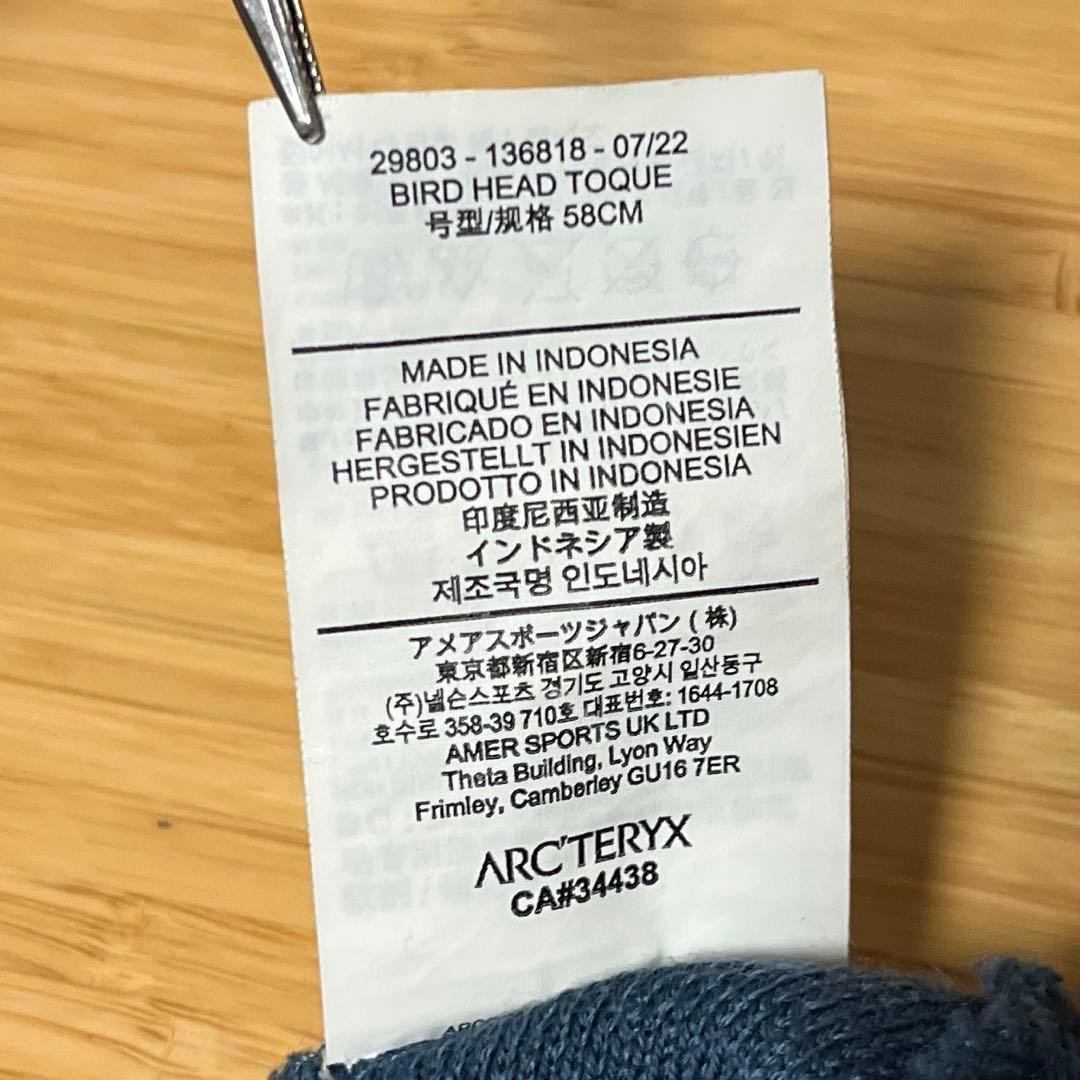 29803 - 136818 - 07/22
BIRD HEAD TOQUE
号型/规格 58CM
MADE IN INDONESIA
FABRIQUÉ EN INDONESIE
FABRICADO EN INDONESIA
HERGESTELLT IN INDONESIEN
PRODOTTO IN INDONESIA
印度尼西亚制造
インドネシア製
제조국명 인도네시아
アメアスポーツジャパン ( 株)
東京都新宿区新宿6-27-30
(주)넬슨스포츠 경기도 고양시 일산동구
호수로 358-39 710호 대표번호: 1644-1708
AMER SPORTS UK LTD
Theta Building, Lyon Way
Frimley, Camberley GU16 7ER
ARC'TERYX
CA#34438